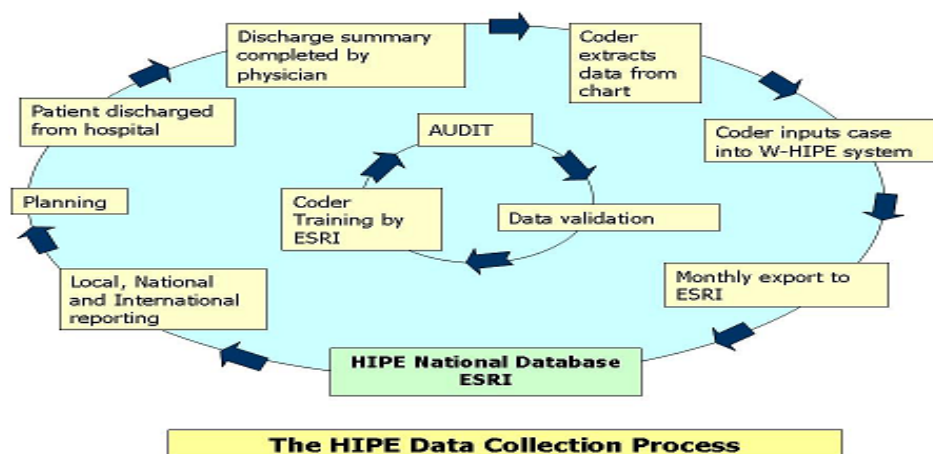 Discharge summary
completed by
physician
Coder
extracts
data from
chart
Patient discharged
from hospital
AUDIT
Coder inputs case
into W-HIPE system
Planning
Coder
Training by
ESRI
Data validation
Local, National
and International
reporting
Monthly export to
ESRI
HIPE National Database
ESRI
The HIPE Data Collection Process